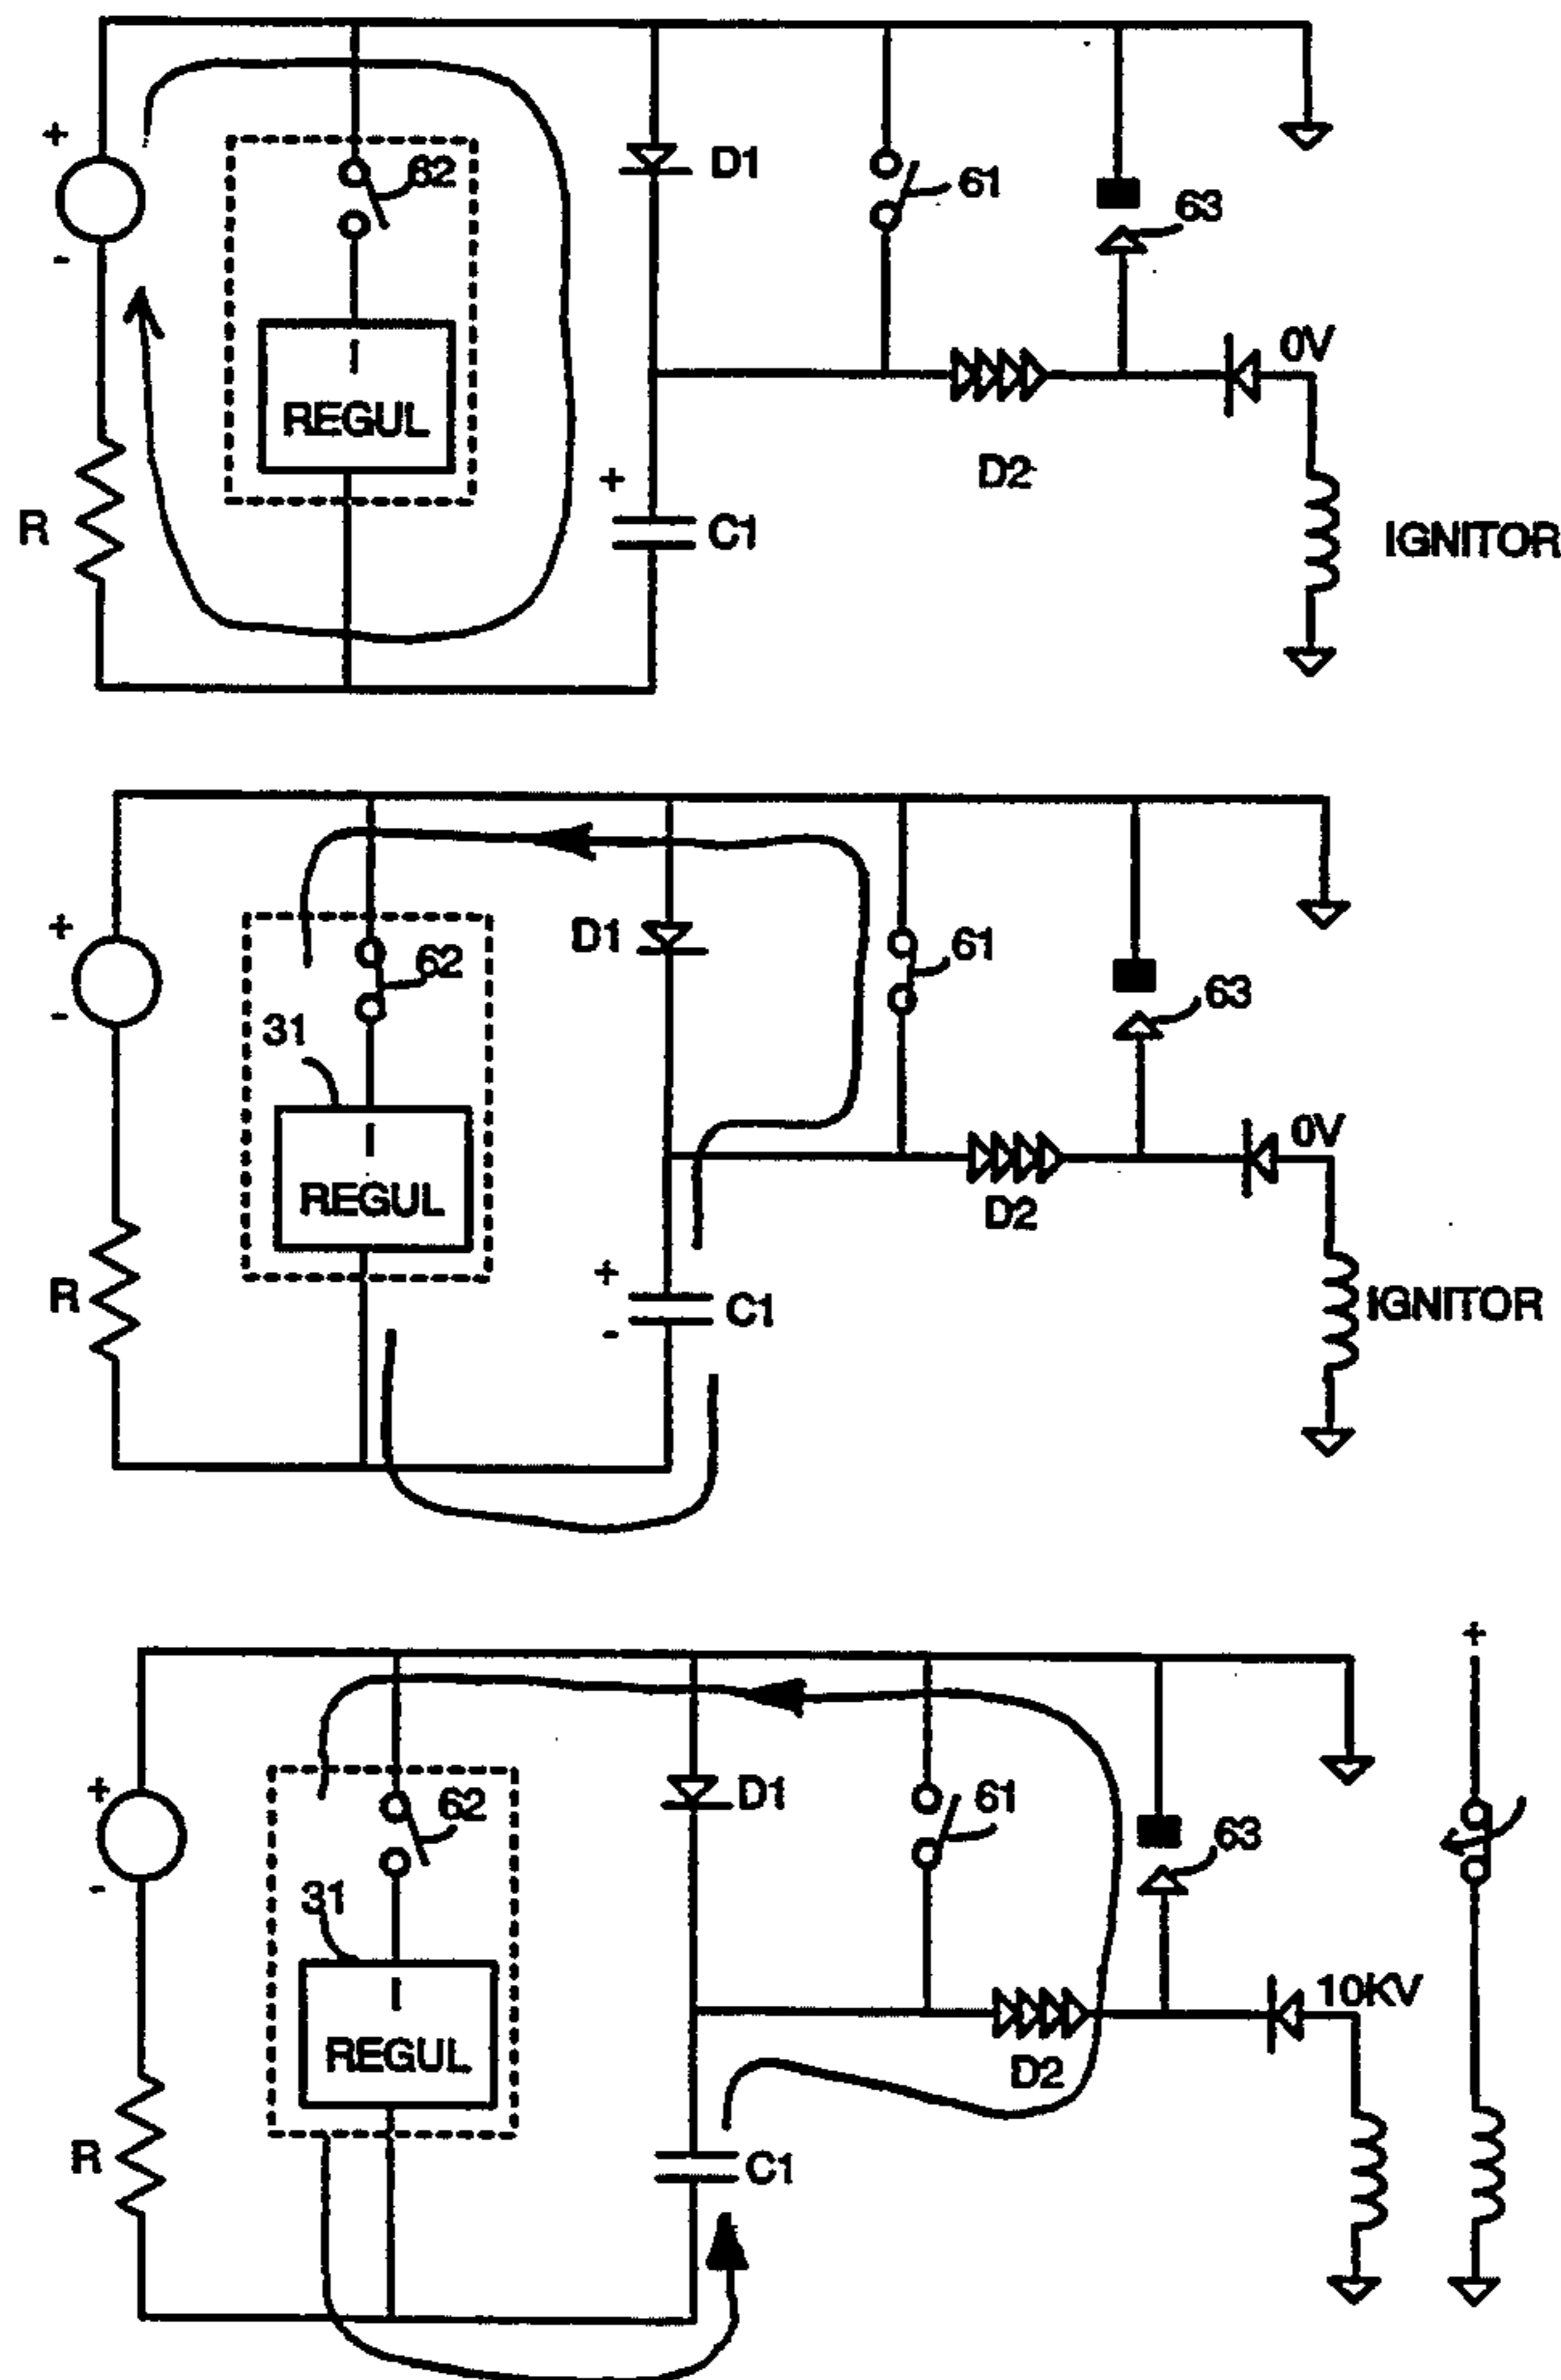 +
62
D1
61
63
-
0V
REGUL
+
D2
R
C1
IGNITOR
+
D1
62
61
63
-
31
0V
REGUL
D2
+
R
C1
IGNITOR
-
+
+
62
D1
61
63
-
31
10KV
REGUL
D2
R
C1